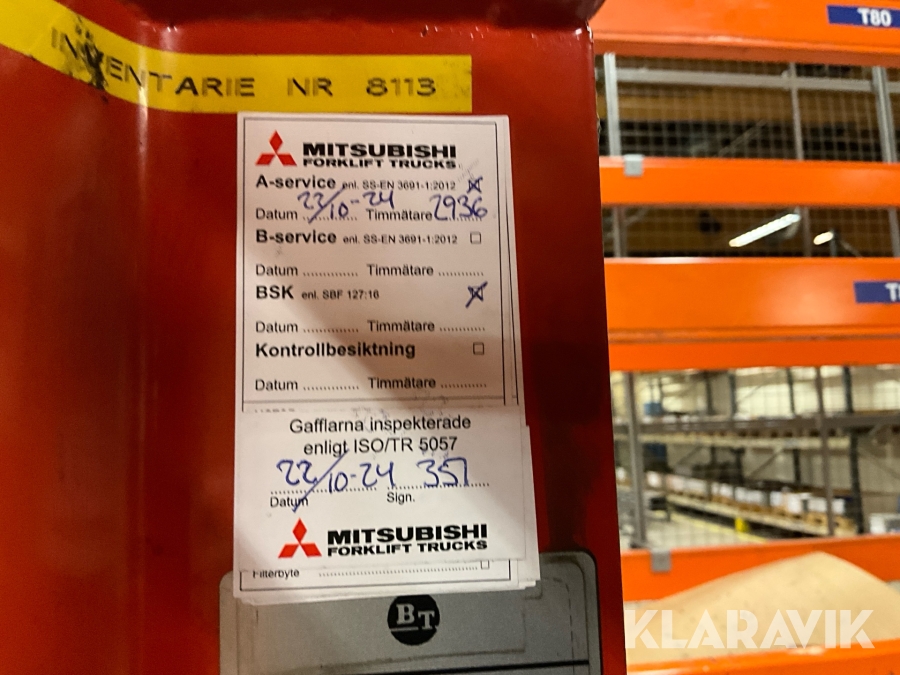 T80
INVENTARIE NR 8113
MITSUBISHI
FORKLIFT TRUCKS
A-service enl. SS-EN 3691-1:2012
Datum 22/10-24 Timmätare 2936
B-service enl. SS-EN 3691-1:2012
Datum .............. Timmätare ............
BSK enl. SBF 127:16
Datum .............. Timmätare ............
Kontrollbesiktning
Datum .............. Timmätare ............
Gafflarna inspekterade
enligt ISO/TR 5057
22/10-24 351
Datum Sign.
MITSUBISHI
FORKLIFT TRUCKS
Filterbyte
BT
KLARAVIK